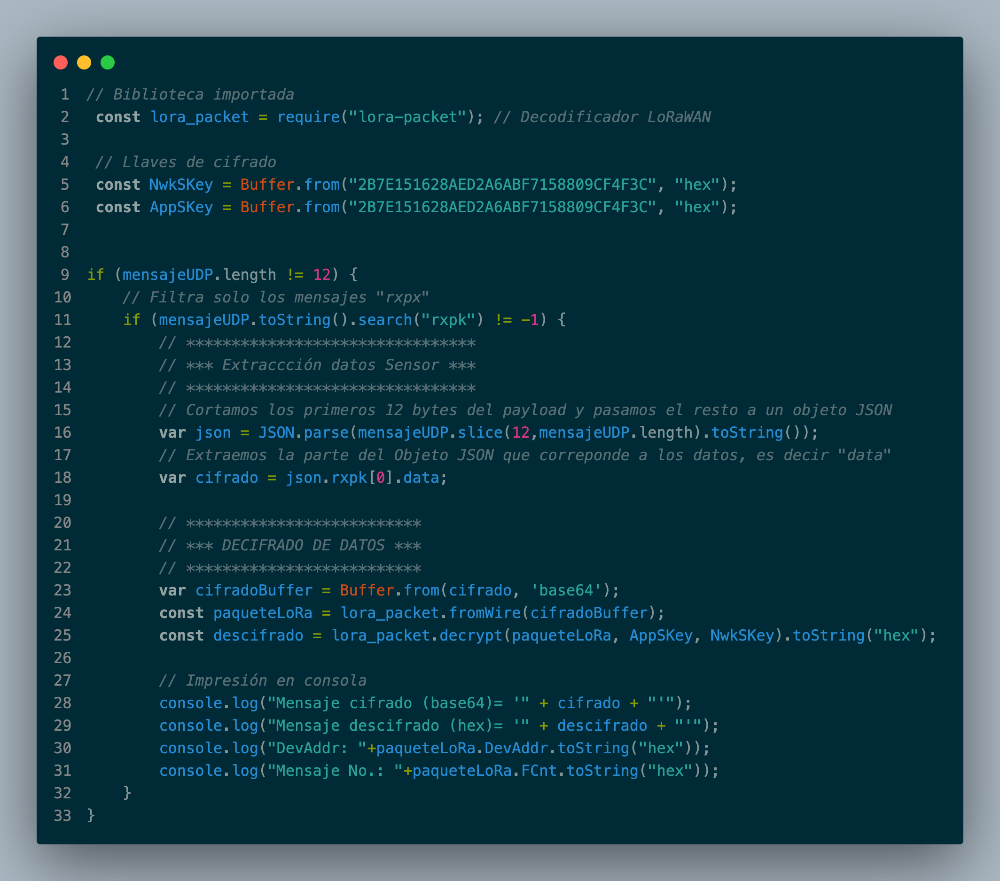 1 // Biblioteca importada
2 const lora_packet = require("lora-packet"); // Decodificador LoRaWAN
3
4 // Llaves de cifrado
5 const NwkSKey = Buffer.from("2B7E151628AED2A6ABF7158809CF4F3C", "hex");
6 const AppSKey = Buffer.from("2B7E151628AED2A6ABF7158809CF4F3C", "hex");
7
8
9 if (mensajeUDP.length != 12) {
10 // Filtra solo los mensajes "rxpx"
11 if (mensajeUDP.toString().search("rxpk") != -1) {
12 // ********************************
13 // *** Extraccción datos Sensor ***
14 // ********************************
15 // Cortamos los primeros 12 bytes del payload y pasamos el resto a un objeto JSON
16 var json = JSON.parse(mensajeUDP.slice(12,mensajeUDP.length).toString());
17 // Extraemos la parte del Objeto JSON que correponde a los datos, es decir "data"
18 var cifrado = json.rxpk[0].data;
19
20 // **************************
21 // *** DECIFRADO DE DATOS ***
22 // **************************
23 var cifradoBuffer = Buffer.from(cifrado, 'base64');
24 const paqueteLoRa = lora_packet.fromWire(cifradoBuffer);
25 const descifrado = lora_packet.decrypt(paqueteLoRa, AppSKey, NwkSKey).toString("hex");
26
27 // Impresión en consola
28 console.log("Mensaje cifrado (base64)= '" + cifrado + "'");
29 console.log("Mensaje descifrado (hex)= '" + descifrado + "'");
30 console.log("DevAddr: "+paqueteLoRa.DevAddr.toString("hex"));
31 console.log("Mensaje No.: "+paqueteLoRa.FCnt.toString("hex"));
32 }
33 }